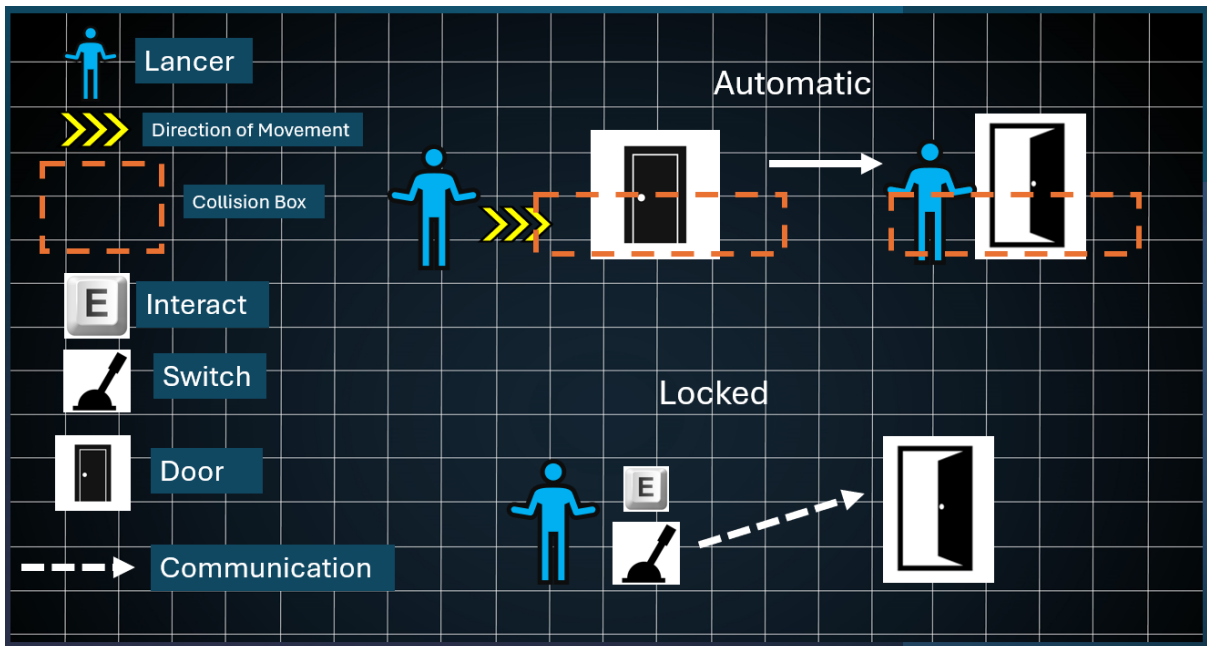 Lancer
Direction of Movement
Collision Box
E
Interact
Switch
Door
Communication
Automatic
Locked
E